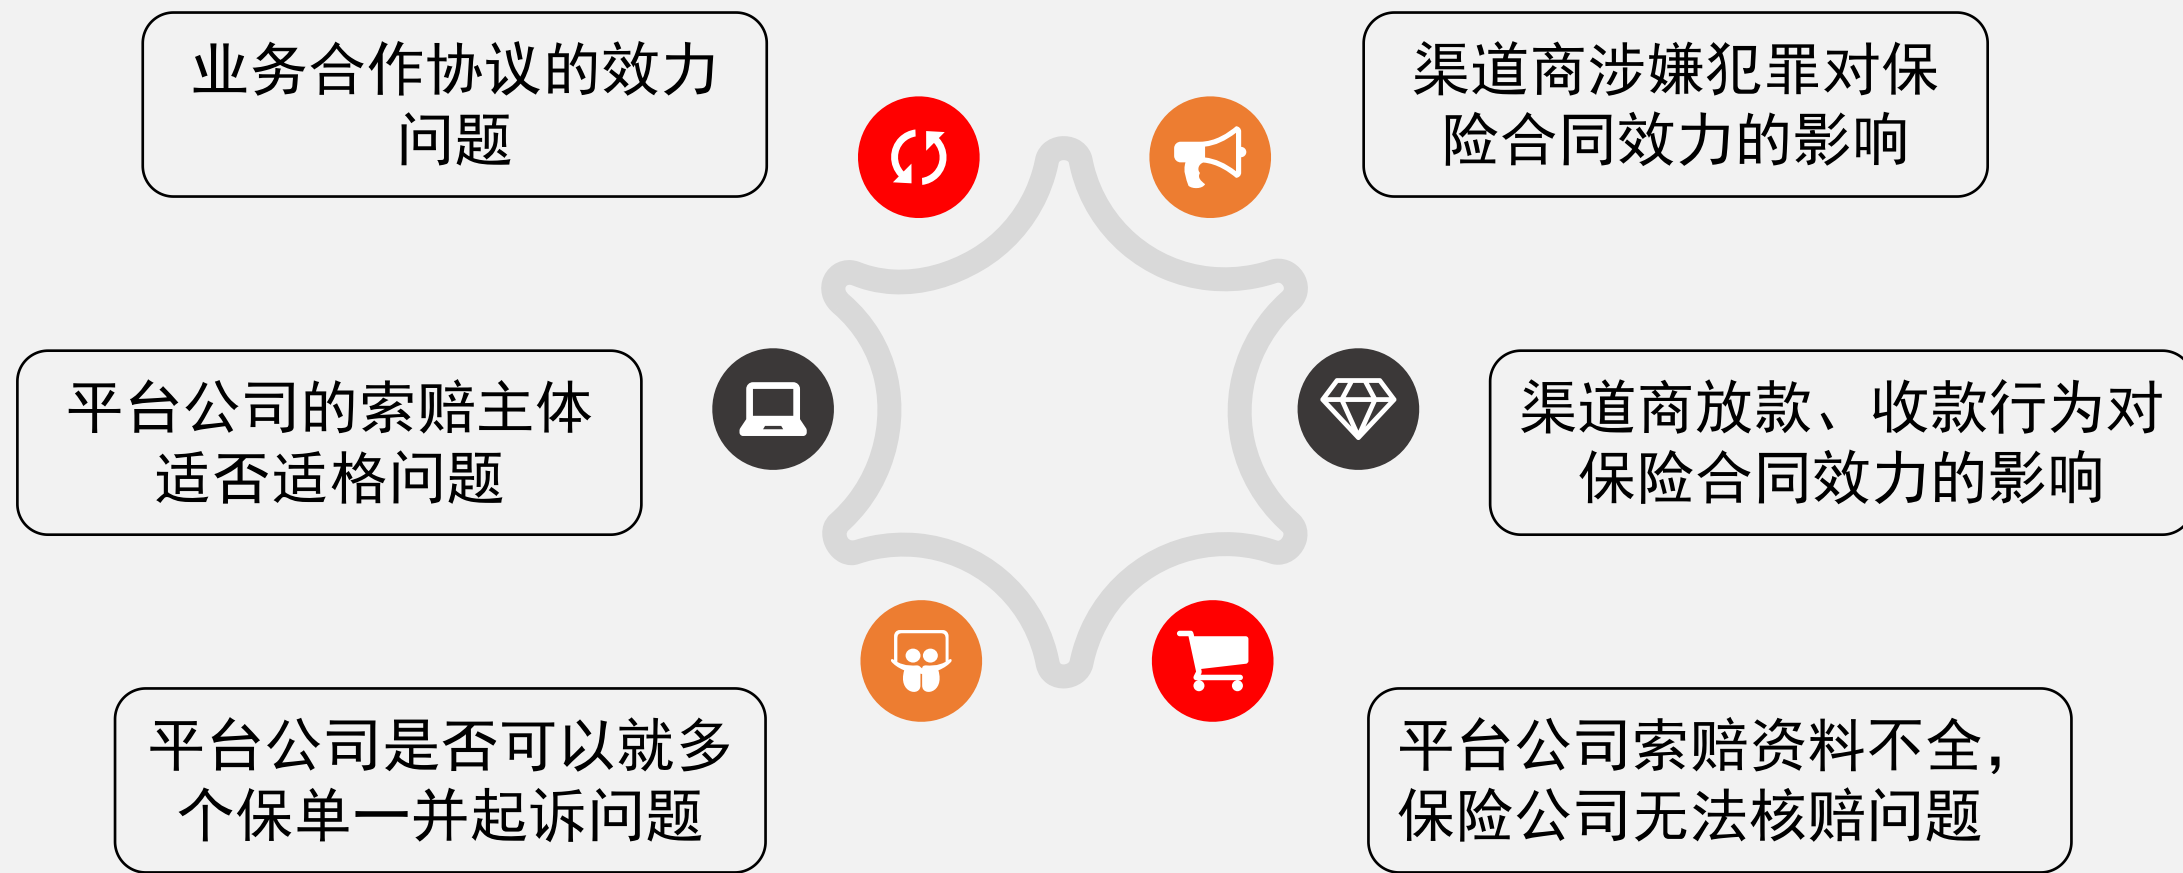 业务合作协议的效力
问题
渠道商涉嫌犯罪对保
险合同效力的影响
平台公司的索赔主体
适否适格问题
渠道商放款、收款行为对
保险合同效力的影响
平台公司是否可以就多
个保单一并起诉问题
平台公司索赔资料不全，
保险公司无法核赔问题